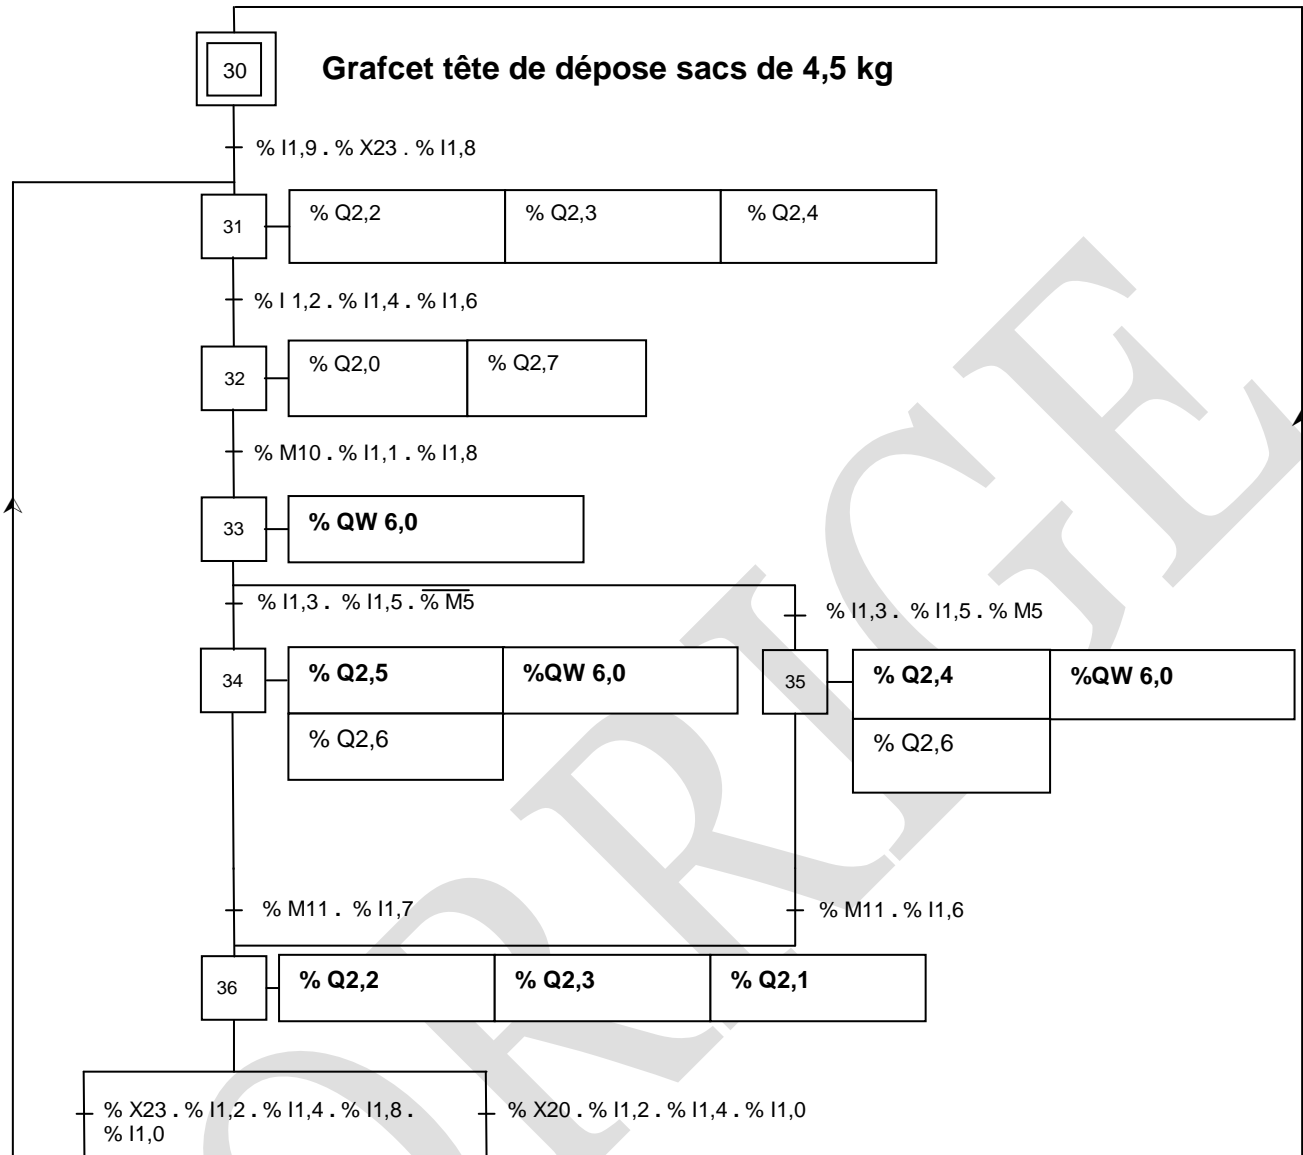 30
Grafcet tête de dépose sacs de 4,5 kg
% I1,9 . % X23 . % I1,8
31
% Q2,2
% Q2,3
% Q2,4
% I 1,2 . % I1,4 . % I1,6
32
% Q2,0
% Q2,7
% M10 . % I1,1 . % I1,8
33
% QW 6,0
% I1,3 . % I1,5 . % M5
% I1,3 . % I1,5 . % M5
34
% Q2,5
%QW 6,0
% Q2,6
35
% Q2,4
%QW 6,0
% Q2,6
% M11 . % I1,7
% M11 . % I1,6
36
% Q2,2
% Q2,3
% Q2,1
% X23 . % I1,2 . % I1,4 . % I1,8 .
% I1,0
% X20 . % I1,2 . % I1,4 . % I1,0
ORRIGE